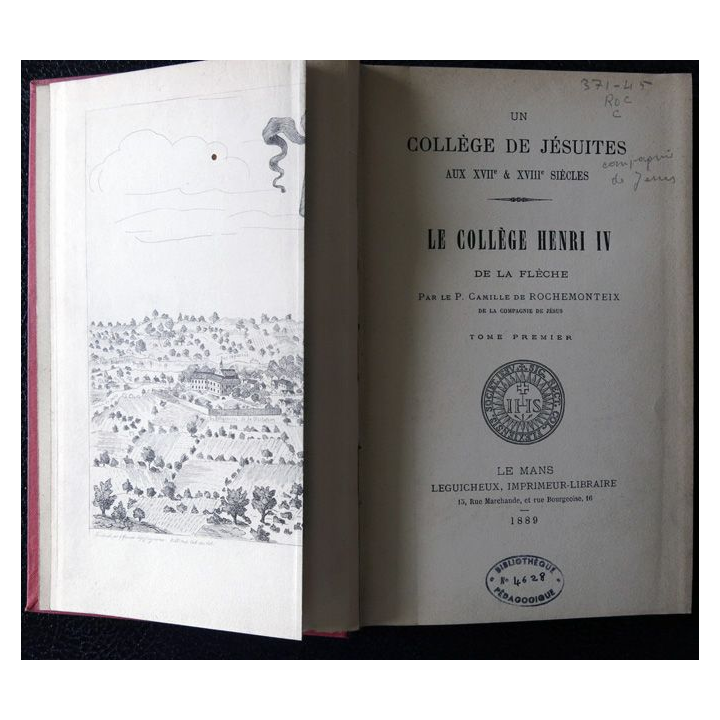 371-45
ROC
C
UN
COLLÈGE DE JÉSUITES
AUX XVIIe & XVIIIe SIÈCLES
compagnie
de Jesus
LE COLLÈGE HENRI IV
DE LA FLÈCHE
PAR LE P. CAMILLE DE ROCHEMONTEIX
DE LA COMPAGNIE DE JÉSUS
TOME PREMIER
IHS
LE MANS
LEGUICHEUX, IMPRIMEUR-LIBRAIRE
15, Rue Marchande, et rue Bourgeoise, 16
1889
BIBLIOTHÈQUE
No 4628
PÉDAGOGIQUE